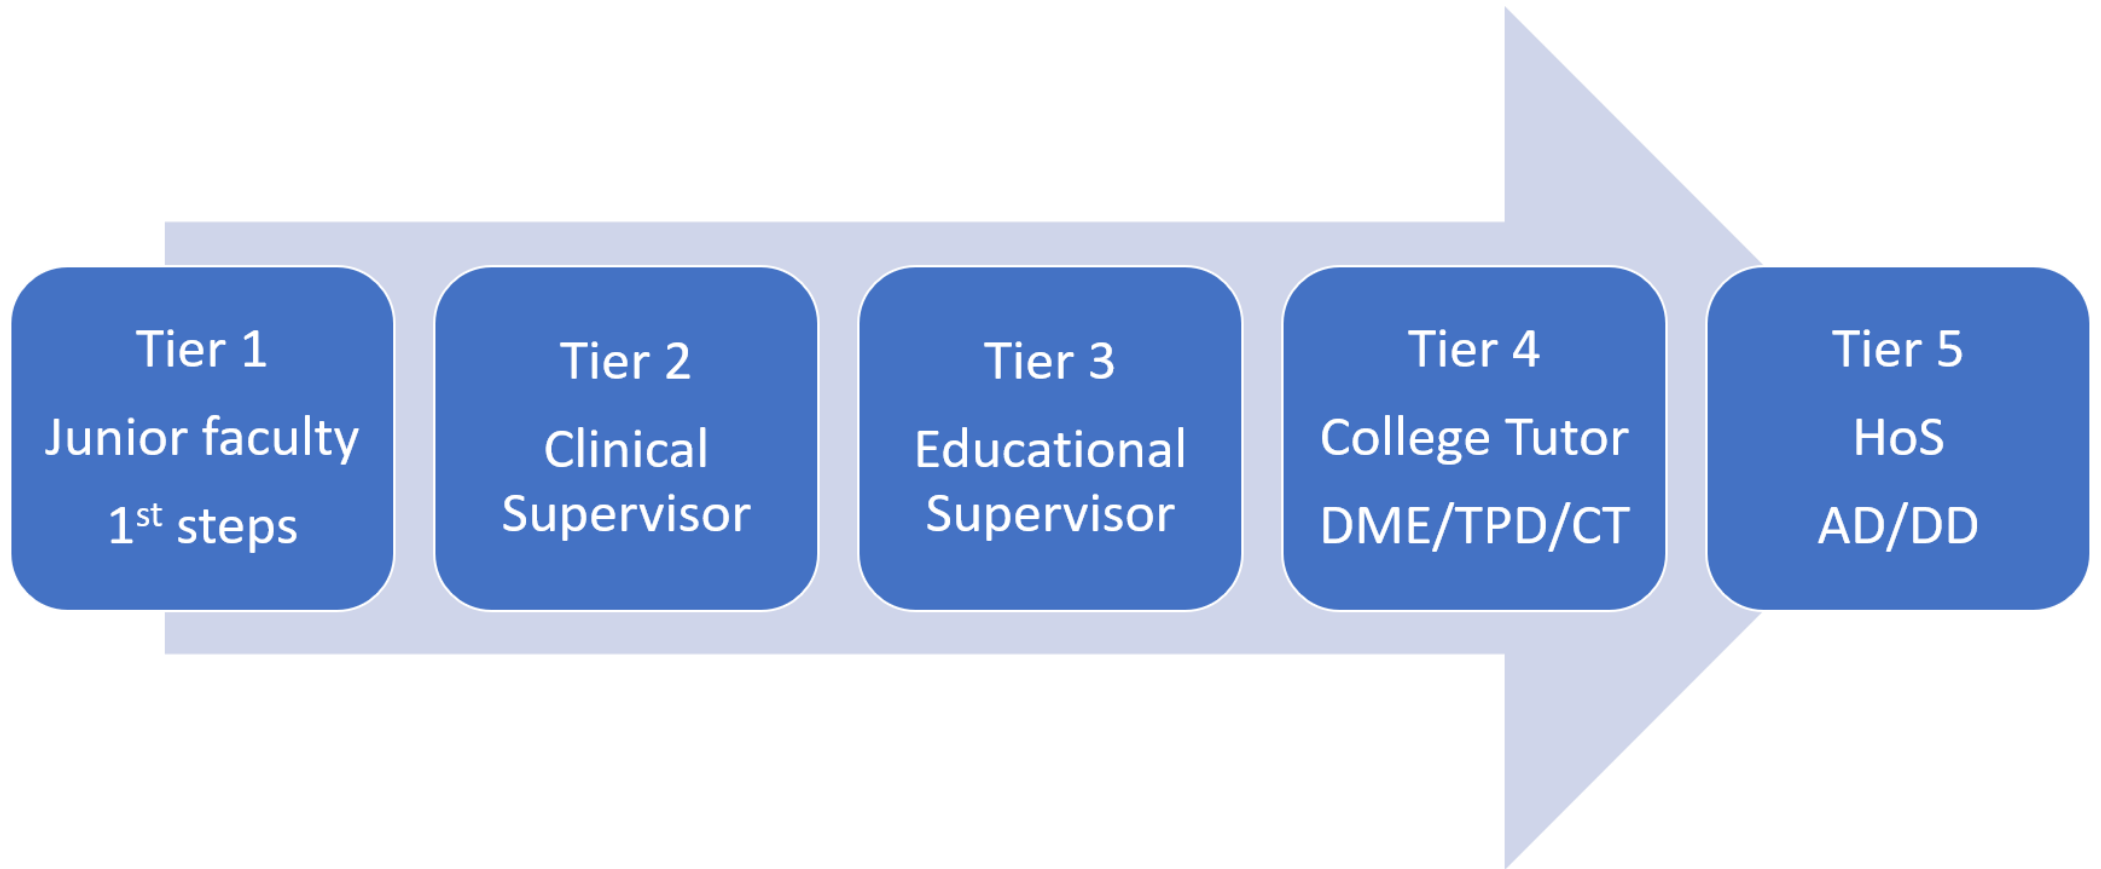 Tier 1
Junior faculty
1st steps
Tier 2
Clinical
Supervisor
Tier 3
Educational
Supervisor
Tier 4
College Tutor
DME/TPD/CT
Tier 5
HoS
AD/DD